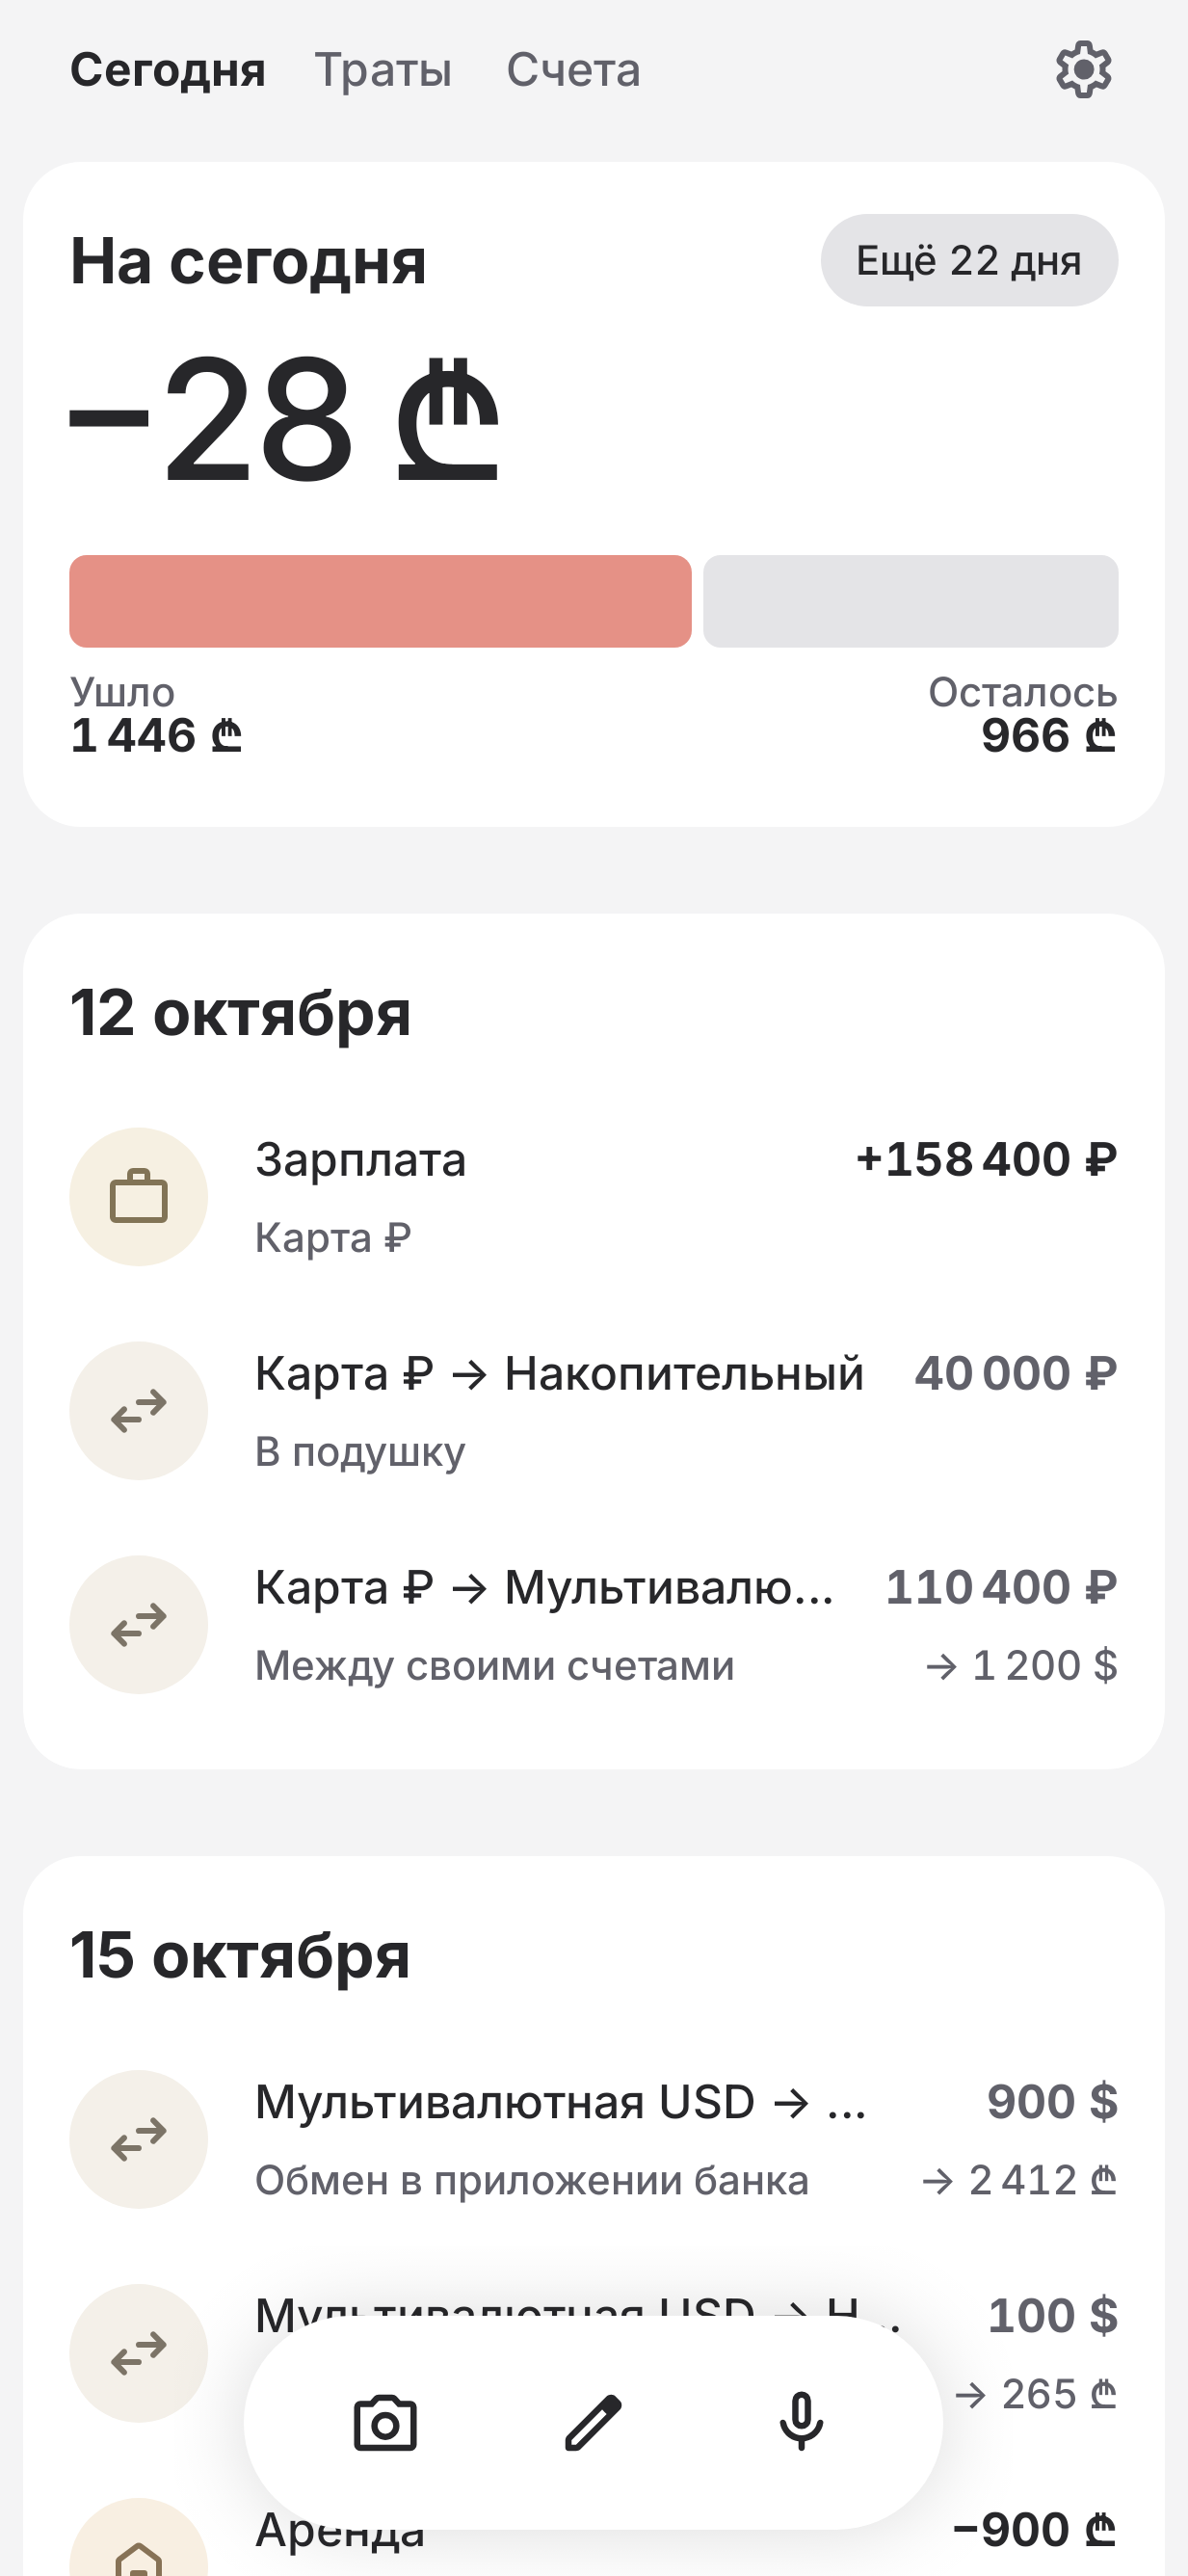 Сегодня Траты Счета
На сегодня
Ещё 22 дня
−28 ₾
Ушло
1 446 ₾
Осталось
966 ₾
12 октября
Зарплата +158 400 ₽
Карта ₽
Карта ₽ → Накопительный 40 000 ₽
В подушку
Карта ₽ → Мультивалю... 110 400 ₽
Между своими счетами → 1 200 $
15 октября
Мультивалютная USD → ... 900 $
Обмен в приложении банка → 2 412 ₾
Мультивалютная USD → Н... 100 $
→ 265 ₾
Аренда −900 ₾